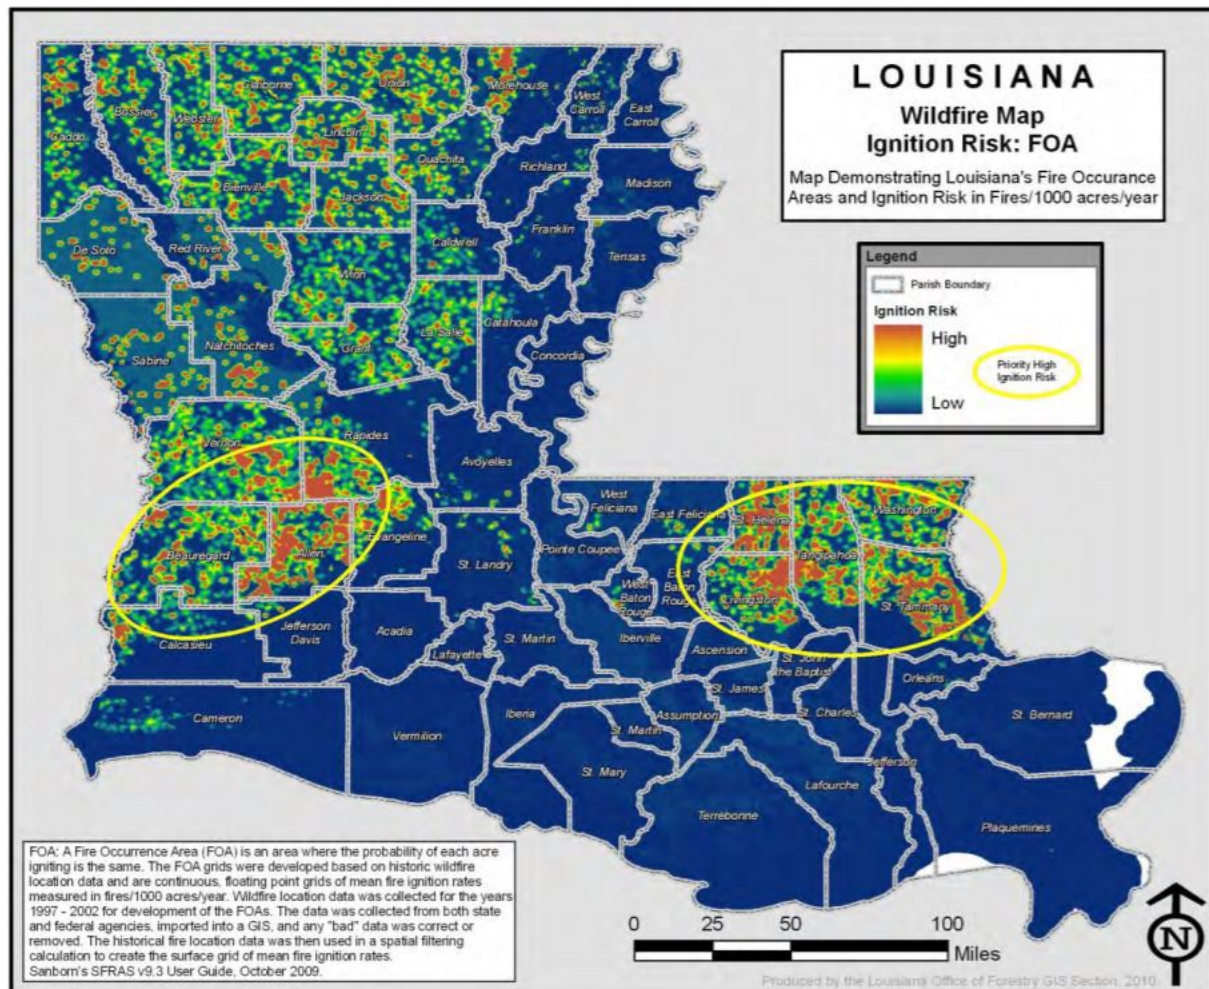 LOUISIANA
Wildfire Map
Ignition Risk: FOA
Map Demonstrating Louisiana's Fire Occurance
Areas and Ignition Risk in Fires/1000 acres/year
Legend
Parish Boundary
Ignition Risk
High
Low
Priority High
Ignition Risk
Caddo
Bossier
Webster
Claiborne
Union
Morehouse
West
Carroll
East
Carroll
Lincoln
Ouachita
Richland
Madison
Bienville
Jackson
De Soto
Red River
Caldwell
Franklin
Tensas
Winn
Sabine
Natchitoches
Grant
La Salle
Catahoula
Concordia
Vernon
Rapides
Avoyelles
Beauregard
Allen
Evangeline
St. Landry
West
Feliciana
East Feliciana
Pointe Coupee
West
Baton
Rouge
East
Baton
Rouge
St. Helena
Tangipahoa
Washington
Livingston
St. Tammany
Calcasieu
Jefferson
Davis
Acadia
Lafayette
St. Martin
Iberville
Ascension
St. John
the Baptist
Orleans
St. James
St. Charles
St. Bernard
Cameron
Vermilion
Iberia
St. Martin
Assumption
St. Mary
Terrebonne
Lafourche
Jefferson
Plaquemines
FOA: A Fire Occurrence Area (FOA) is an area where the probability of each acre
igniting is the same. The FOA grids were developed based on historic wildfire
location data and are continuous, floating point grids of mean fire ignition rates
measured in fires/1000 acres/year. Wildfire location data was collected for the years
1997 - 2002 for development of the FOAs. The data was collected from both state
and federal agencies, imported into a GIS, and any "bad" data was correct or
removed. The historical fire location data was then used in a spatial filtering
calculation to create the surface grid of mean fire ignition rates.
Sanborn's SFRAS v9.3 User Guide, October 2009.
0 25 50 100
Miles
N
Produced by the Louisiana Office of Forestry GIS Section, 2010